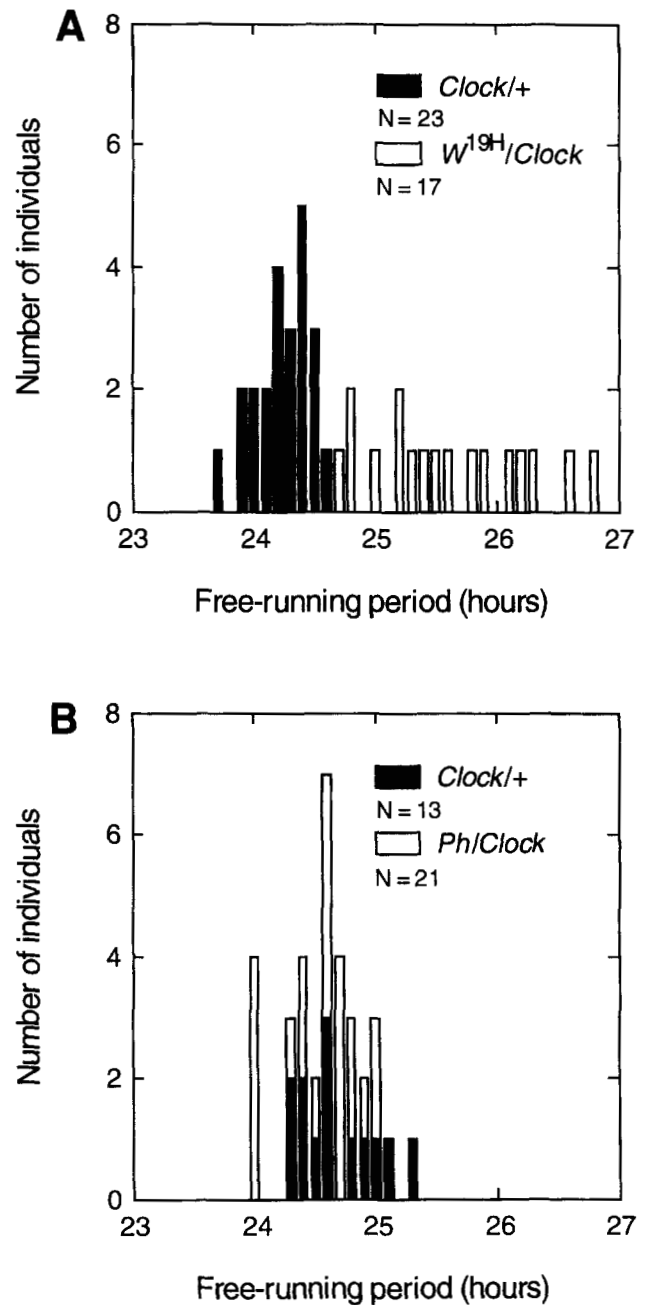 A
8
6
4
2
0
Number of individuals
Clock/+
N = 23
W19H/Clock
N = 17
23 24 25 26 27
Free-running period (hours)
B
8
6
4
2
0
Number of individuals
Clock/+
N = 13
Ph/Clock
N = 21
23 24 25 26 27
Free-running period (hours)